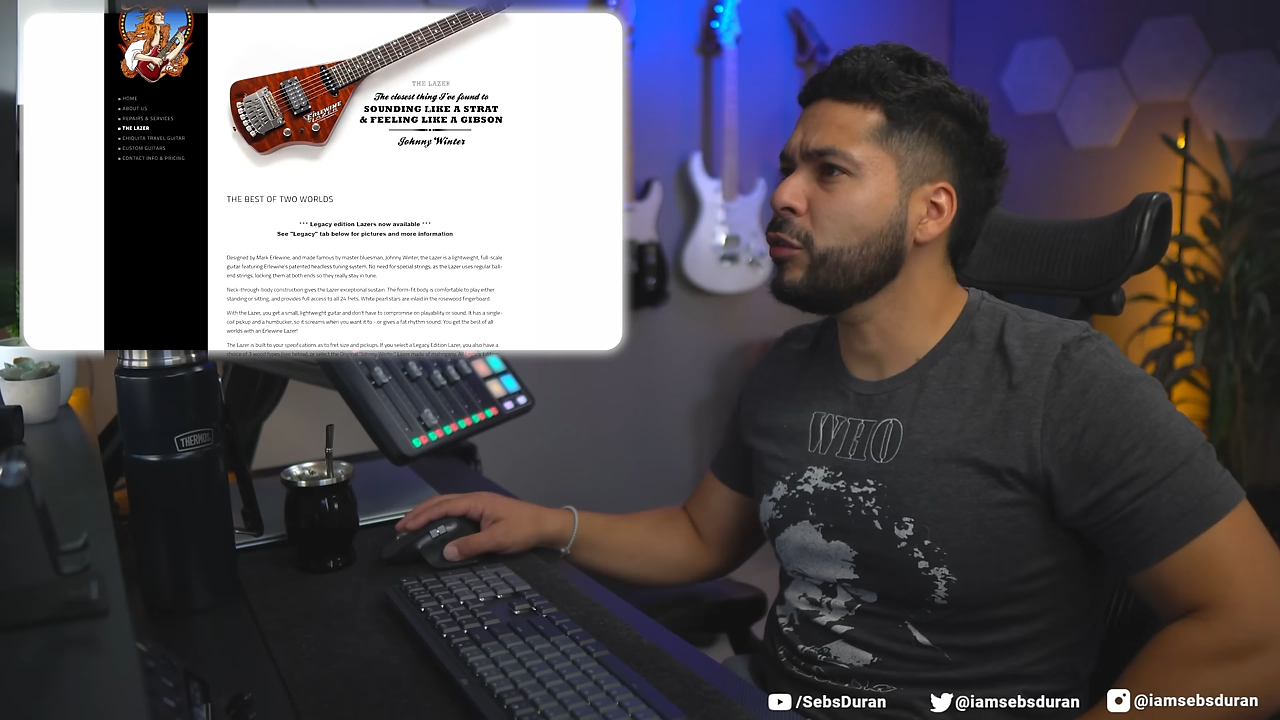 HOME
ABOUT US
REPAIRS & SERVICES
THE LAZER
CHIQUITA TRAVEL GUITAR
CUSTOM GUITARS
CONTACT INFO & PRICING
ERLEWINE
THE LAZER
The closest thing I've found to
SOUNDING LIKE A STRAT
& FEELING LIKE A GIBSON
Johnny Winter
THE BEST OF TWO WORLDS
*** Legacy edition Lazers now available ***
See "Legacy" tab below for pictures and more information
Designed by Mark Erlewine, and made famous by master bluesman, Johnny Winter, the Lazer is a lightweight, full-scale
guitar featuring Erlewine's patented headless tuning system. No need for special strings, as the Lazer uses regular ball-
end strings, locking them at both ends so they really stay in tune.
Neck-through-body construction gives the Lazer exceptional sustain. The form-fit body is comfortable to play either
standing or sitting, and provides full access to all 24 frets. White pearl stars are inlaid in the rosewood fingerboard.
With the Lazer, you get a small, lightweight guitar and don't have to compromise on playability or sound. It has a single-
coil pickup and a humbucker, so it screams when you want it to - or gives a fat rhythm sound. You get the best of all
worlds with an Erlewine Lazer!
The Lazer is built to your specifications as to fret size and pickups. If you select a Legacy Edition Lazer, you also have a
THERMOS
WHO
/SebsDuran
@iamsebsduran
@iamsebsduran